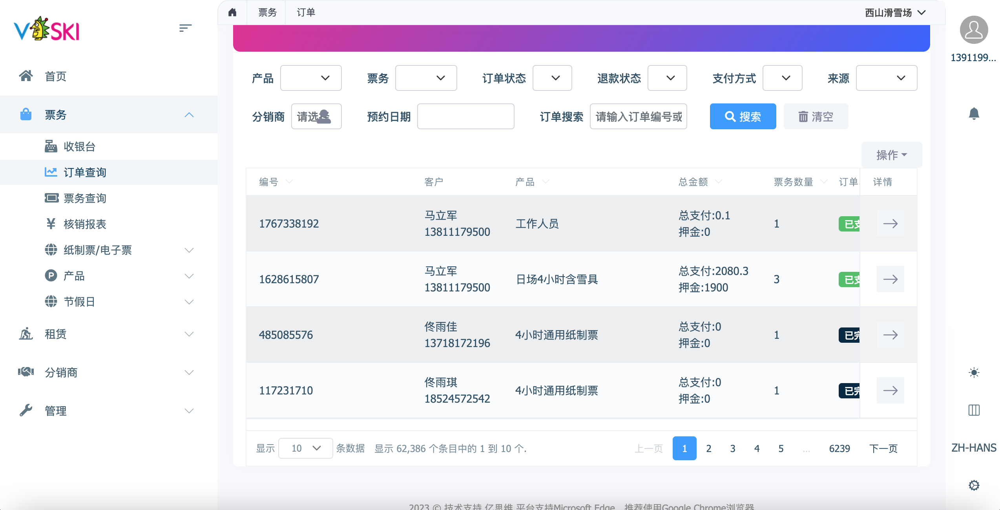 票务
订单
西山滑雪场
V SKI
1391199...
首页
票务
收银台
订单查询
票务查询
核销报表
纸制票/电子票
产品
节假日
租赁
分销商
管理
产品
票务
订单状态
退款状态
支付方式
来源
分销商 请选
预约日期
订单搜索 请输入订单编号或
搜索
清空
操作
编号 客户 产品 总金额 票务数量 订单 详情
1767338192 马立军 13811179500 工作人员 总支付:0.1 押金:0 1 已支
1628615807 马立军 13811179500 日场4小时含雪具 总支付:2080.3 押金:1900 3 已支
485085576 佟雨佳 13718172196 4小时通用纸制票 总支付:0 押金:0 1 已完
117231710 佟雨琪 18524572542 4小时通用纸制票 总支付:0 押金:0 1 已完
显示 10 条数据 显示 62,386 个条目中的 1 到 10 个.
上一页 1 2 3 4 5 ... 6239 下一页
ZH-HANS
2023 © 技术支持 亿思维 平台支持Microsoft Edge、推荐使用Google Chrome浏览器